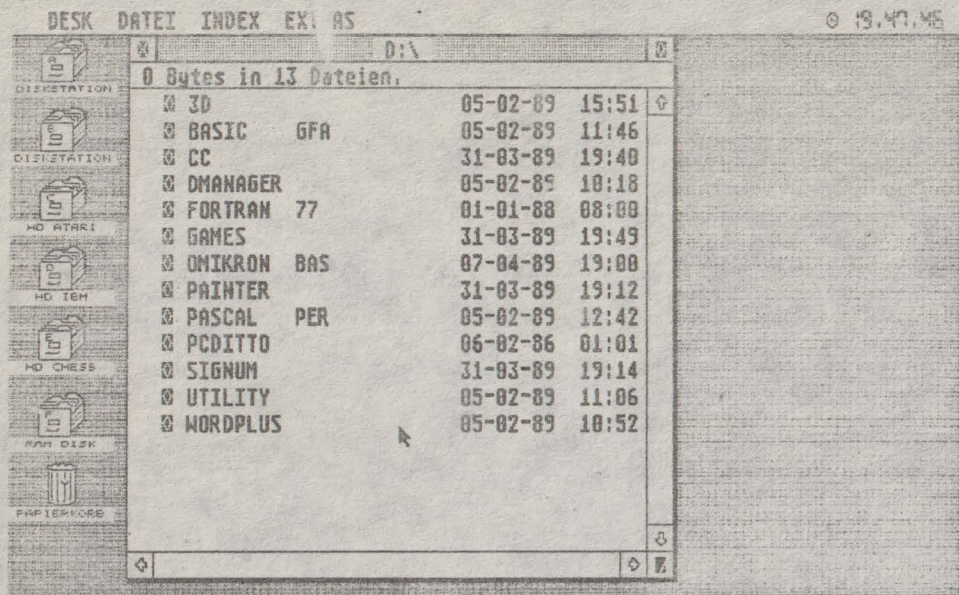 DESK DATEI INDEX EXTRAS 19.47.46
D:\
0 Bytes in 13 Dateien.
3D 05-02-89 15:51
BASIC GFA 05-02-89 11:46
CC 31-03-89 19:40
DMANAGER 05-02-89 10:18
FORTRAN 77 01-01-88 08:00
GAMES 31-03-89 19:49
OMIKRON BAS 07-04-89 19:00
PAINTER 31-03-89 19:12
PASCAL PER 05-02-89 12:42
PCDITTO 06-02-86 01:01
SIGNUM 31-03-89 19:14
UTILITY 05-02-89 11:06
WORDPLUS 05-02-89 10:52
DISKSTATION
DISKSTATION
HD ATARI
HD IBM
HD CHESS
RAM DISK
PAPIERKORB